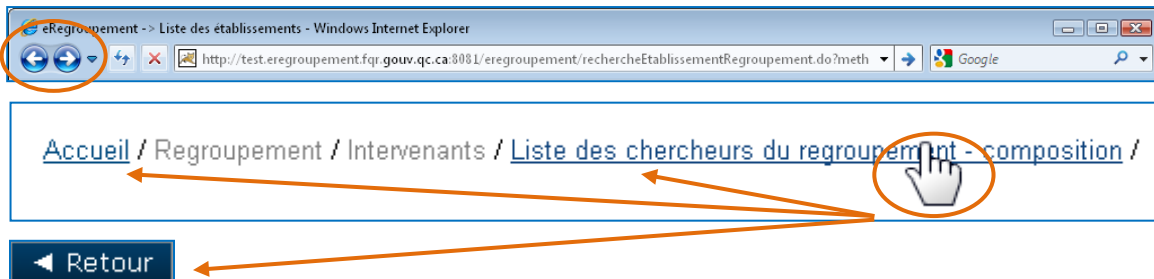 eRegroupement -> Liste des établissements - Windows Internet Explorer
http://test.eregroupement.fqr.gouv.qc.ca:8081/eregroupement/rechercheEtablissementRegroupement.do?meth
Google
Accueil / Regroupement / Intervenants / Liste des chercheurs du regroupement - composition /
◄ Retour